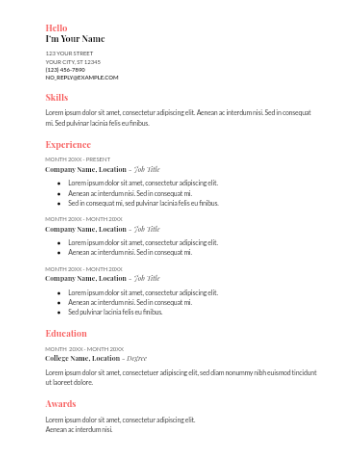 Hello
I'm Your Name
123 YOUR STREET
YOUR CITY, ST 12345
(123) 456-7890
NO_REPLY@EXAMPLE.COM
Skills
Lorem ipsum dolor sit amet, consectetur adipiscing elit. Aenean ac interdum nisi. Sed in consequat
mi. Sed pulvinar lacinia felis eu finibus.
Experience
MONTH 20XX - PRESENT
Company Name, Location - Job Title
● Lorem ipsum dolor sit amet, consectetur adipiscing elit.
● Aenean ac interdum nisi. Sed in consequat mi.
● Sed in consequat mi, sed pulvinar lacinia felis eu finibus.
MONTH 20XX - MONTH 20XX
Company Name, Location - Job Title
● Lorem ipsum dolor sit amet, consectetur adipiscing elit.
● Aenean ac interdum nisi. Sed in consequat mi.
MONTH 20XX - MONTH 20XX
Company Name, Location - Job Title
● Lorem ipsum dolor sit amet, consectetur adipiscing elit.
● Aenean ac interdum nisi. Sed in consequat mi.
● Sed pulvinar lacinia felis eu finibus.
Education
MONTH 20XX - MONTH 20XX
College Name, Location - Degree
Lorem ipsum dolor sit amet, consectetuer adipiscing elit, sed diam nonummy nibh euismod tincidunt
ut laoreet dolore.
Awards
Lorem ipsum dolor sit amet, consectetur adipiscing elit.
Aenean ac interdum nisi.